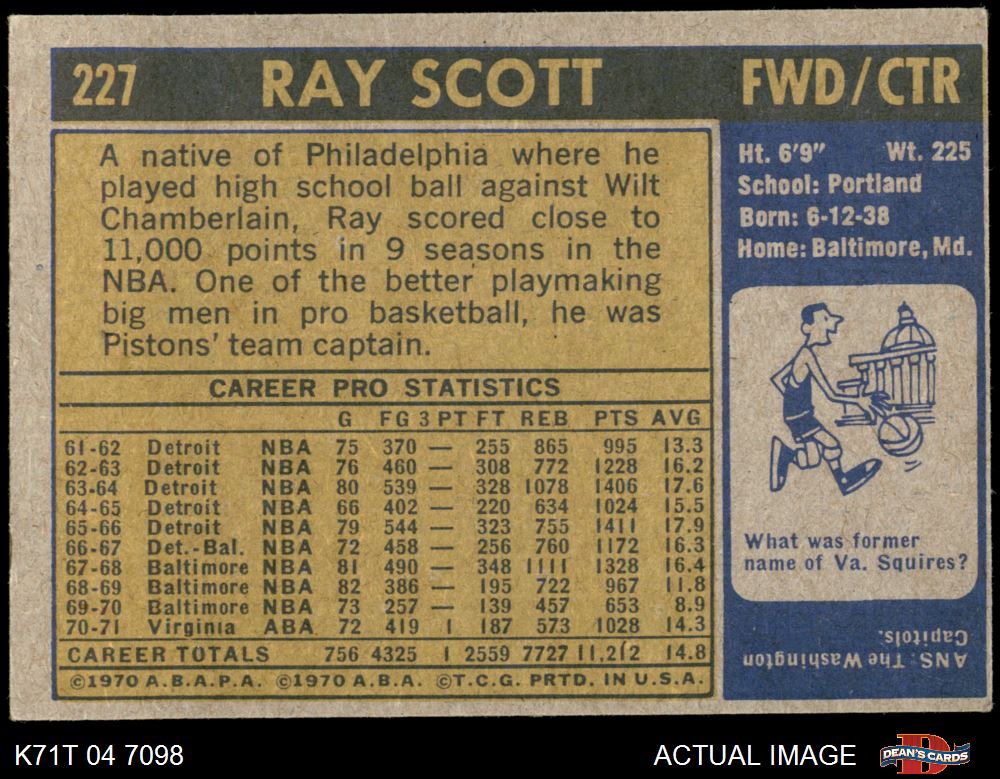 227 RAY SCOTT FWD/CTR
A native of Philadelphia where he
played high school ball against Wilt
Chamberlain, Ray scored close to
11,000 points in 9 seasons in the
NBA. One of the better playmaking
big men in pro basketball, he was
Pistons' team captain.
Ht. 6'9" Wt. 225
School: Portland
Born: 6-12-38
Home: Baltimore, Md.
CAREER PRO STATISTICS
G FG 3 PT FT REB PTS AVG
61-62 Detroit NBA 75 370 — 255 865 995 13.3
62-63 Detroit NBA 76 460 — 308 772 1228 16.2
63-64 Detroit NBA 80 539 — 328 1078 1406 17.6
64-65 Detroit NBA 66 402 — 220 634 1024 15.5
65-66 Detroit NBA 79 544 — 323 755 1411 17.9
66-67 Det.-Bal. NBA 72 458 — 256 760 1172 16.3
67-68 Baltimore NBA 81 490 — 348 1111 1328 16.4
68-69 Baltimore NBA 82 386 — 195 722 967 11.8
69-70 Baltimore NBA 73 257 — 139 457 653 8.9
70-71 Virginia ABA 72 419 1 187 573 1028 14.3
CAREER TOTALS 756 4325 1 2559 7727 11,212 14.8
©1970 A.B.A.P.A. ©1970 A.B.A. ©T.C.G. PRTD. IN U.S.A.
What was former
name of Va. Squires?
ANS: The Washington
Capitols.
K71T 04 7098 ACTUAL IMAGE DEAN'S CARDS